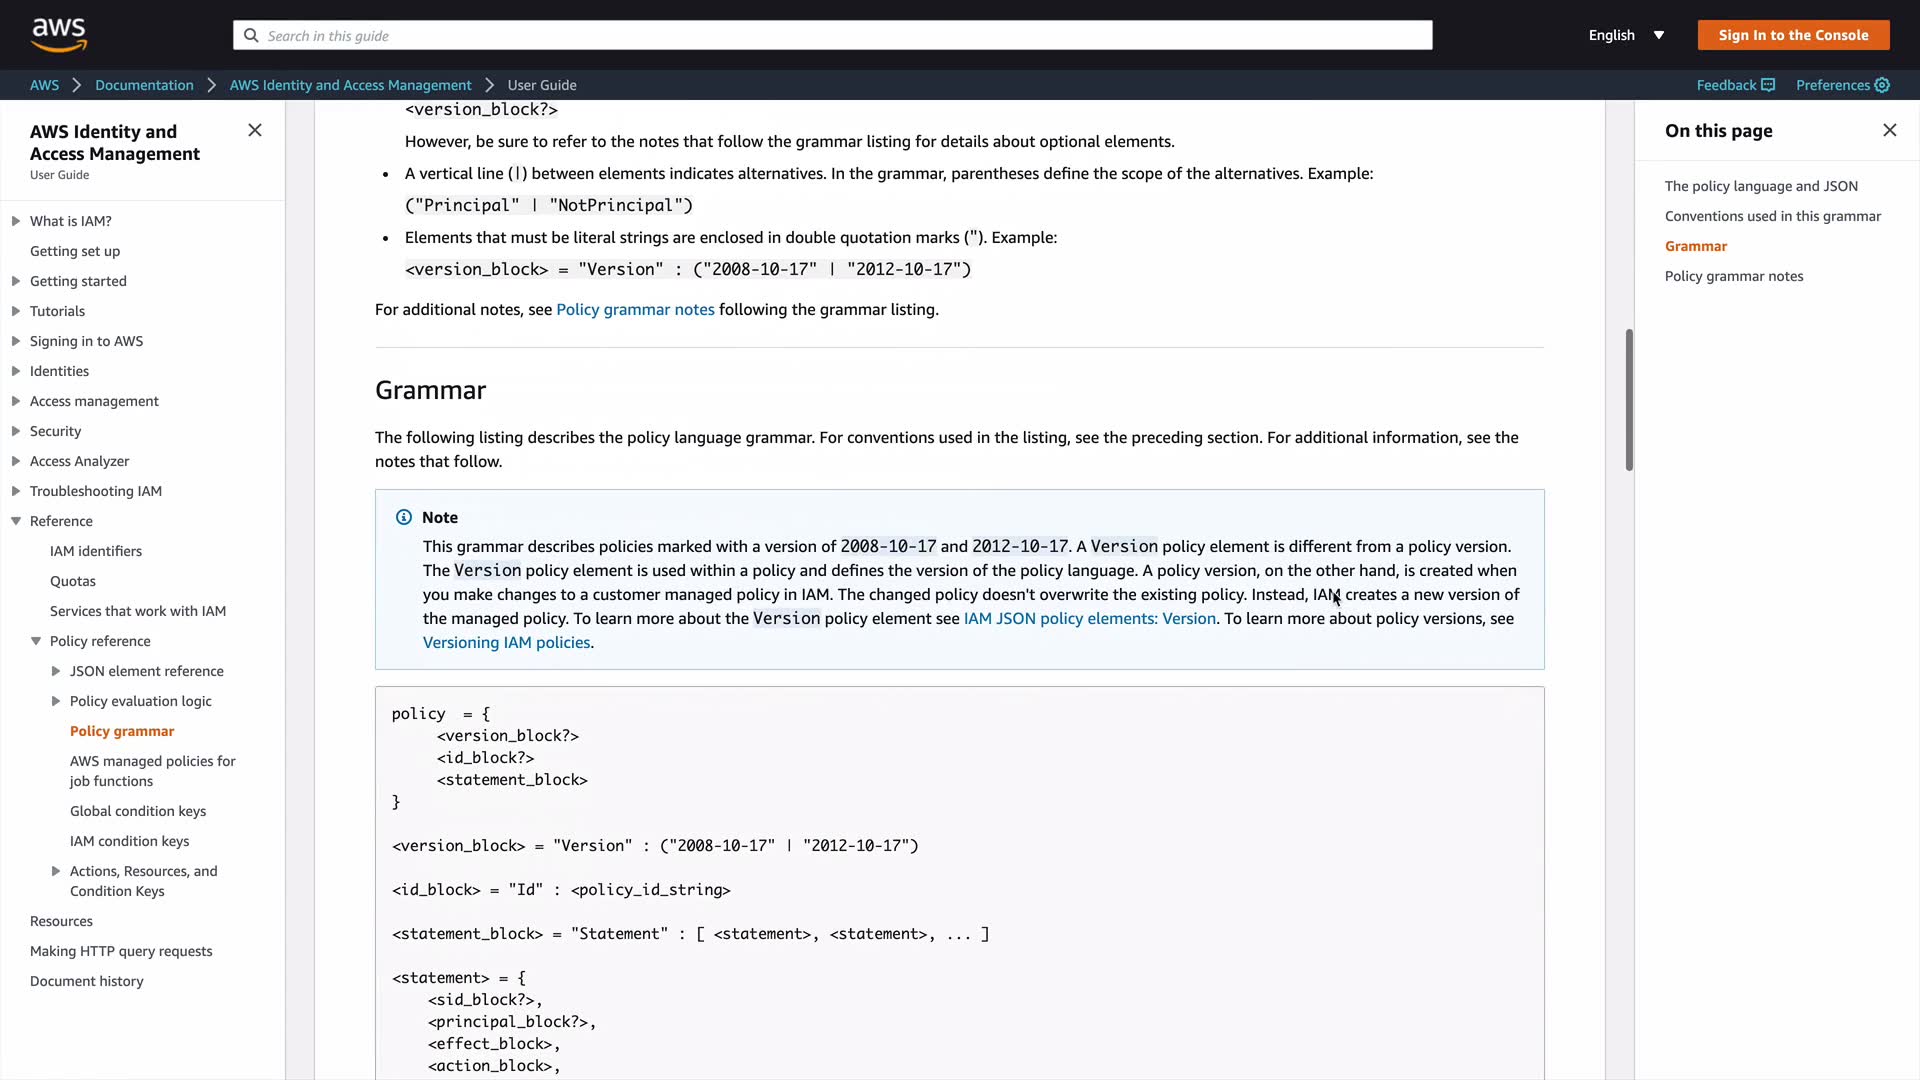 aws
Search in this guide
English
Sign In to the Console
AWS
Documentation
AWS Identity and Access Management
User Guide
Feedback
Preferences
AWS Identity and
Access Management
User Guide
What is IAM?
Getting set up
Getting started
Tutorials
Signing in to AWS
Identities
Access management
Security
Access Analyzer
Troubleshooting IAM
Reference
IAM identifiers
Quotas
Services that work with IAM
Policy reference
JSON element reference
Policy evaluation logic
Policy grammar
AWS managed policies for
job functions
Global condition keys
IAM condition keys
Actions, Resources, and
Condition Keys
Resources
Making HTTP query requests
Document history
<version_block?>
However, be sure to refer to the notes that follow the grammar listing for details about optional elements.
• A vertical line (|) between elements indicates alternatives. In the grammar, parentheses define the scope of the alternatives. Example:
("Principal" | "NotPrincipal")
• Elements that must be literal strings are enclosed in double quotation marks ("). Example:
<version_block> = "Version" : ("2008-10-17" | "2012-10-17")
For additional notes, see Policy grammar notes following the grammar listing.
Grammar
The following listing describes the policy language grammar. For conventions used in the listing, see the preceding section. For additional information, see the
notes that follow.
Note
This grammar describes policies marked with a version of 2008-10-17 and 2012-10-17. A Version policy element is different from a policy version.
The Version policy element is used within a policy and defines the version of the policy language. A policy version, on the other hand, is created when
you make changes to a customer managed policy in IAM. The changed policy doesn't overwrite the existing policy. Instead, IAM creates a new version of
the managed policy. To learn more about the Version policy element see IAM JSON policy elements: Version. To learn more about policy versions, see
Versioning IAM policies.
policy  = {
     <version_block?>
     <id_block?>
     <statement_block>
}
<version_block> = "Version" : ("2008-10-17" | "2012-10-17")
<id_block> = "Id" : <policy_id_string>
<statement_block> = "Statement" : [ <statement>, <statement>, ... ]
<statement> = {
    <sid_block?>,
    <principal_block?>,
    <effect_block>,
    <action_block>,
On this page
The policy language and JSON
Conventions used in this grammar
Grammar
Policy grammar notes